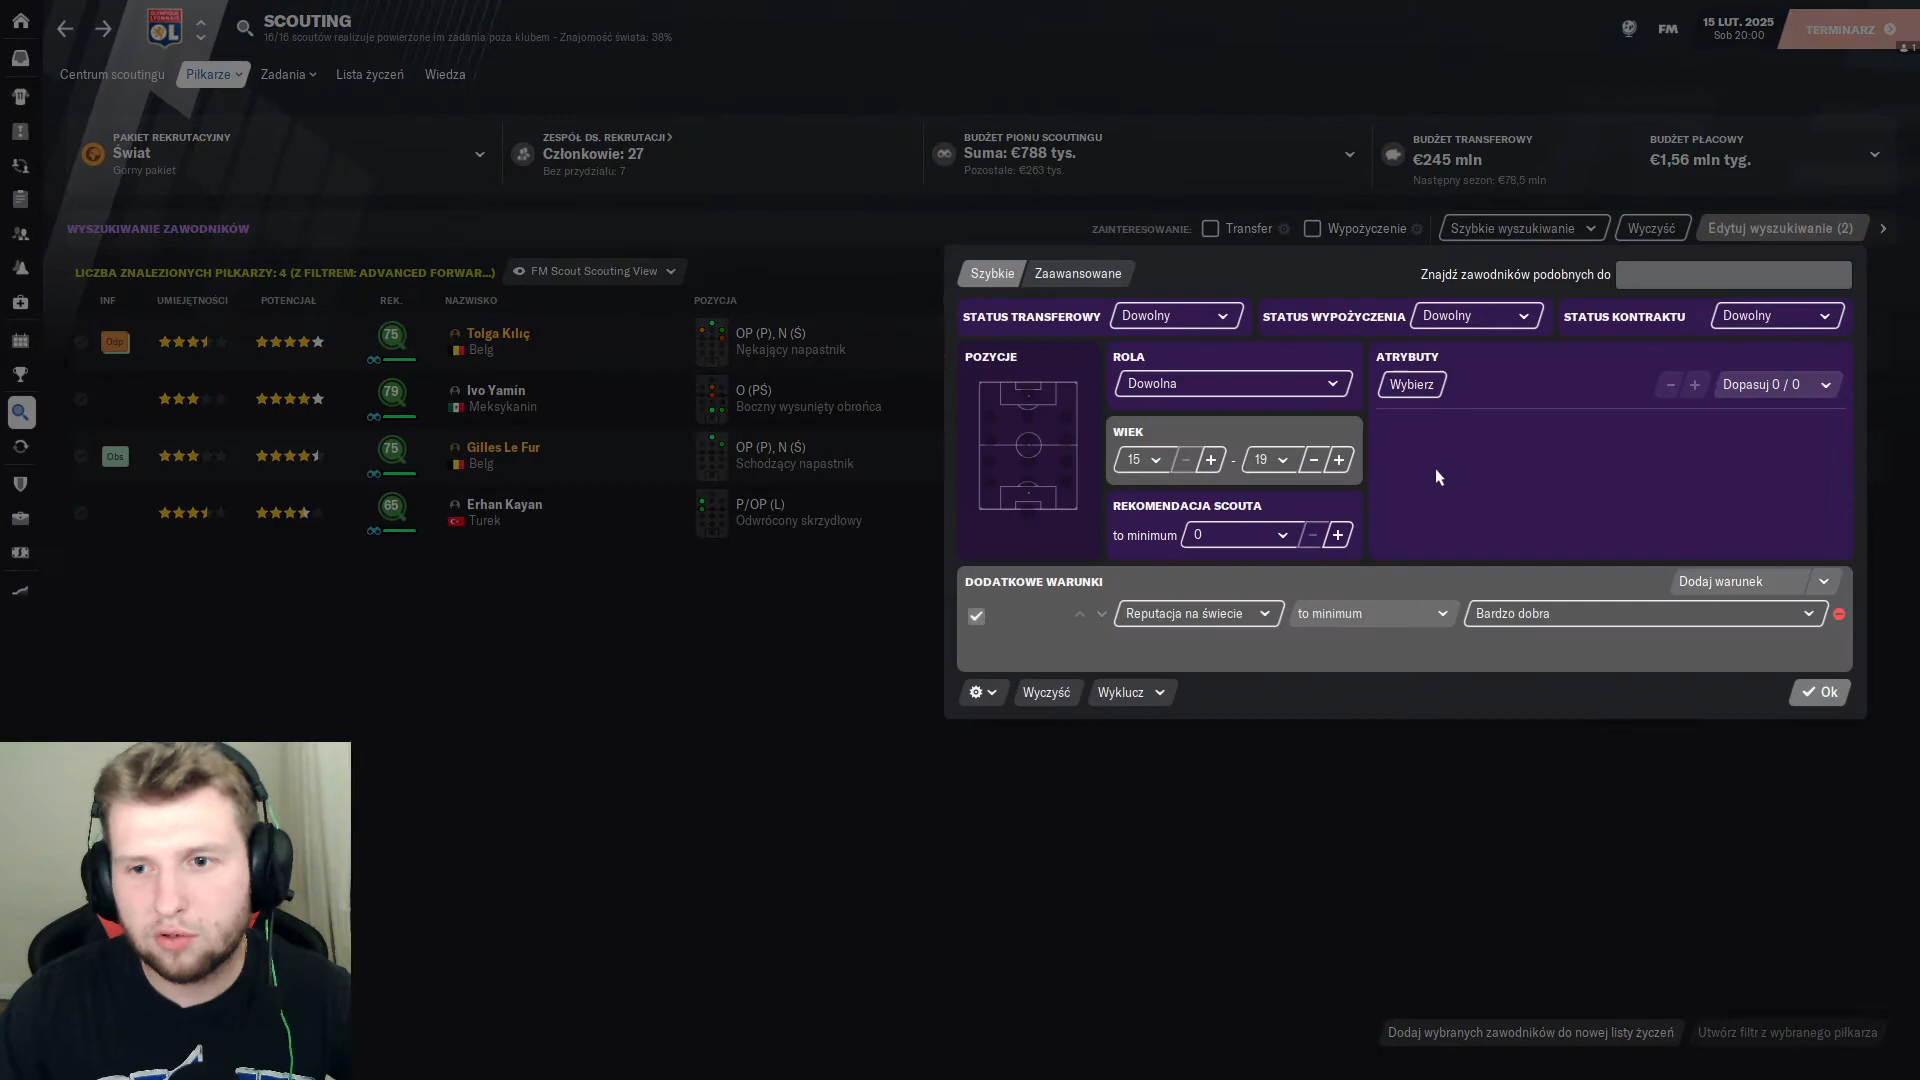 SCOUTING
16/16 scoutów realizuje powierzone im zadania poza klubem - Znajomość świata: 38%
FM
15 LUT. 2025
Sob 20:00
TERMINARZ
1
Centrum scoutingu
Piłkarze
Zadania
Lista życzeń
Wiedza
PAKIET REKRUTACYJNY
Świat
Górny pakiet
ZESPÓŁ DS. REKRUTACJI
Członkowie: 27
Bez przydziału: 7
BUDŻET PIONU SCOUTINGU
Suma: €788 tys.
Pozostałe: €263 tys.
BUDŻET TRANSFEROWY
€245 mln
Następny sezon: €78,5 mln
BUDŻET PŁACOWY
€1,56 mln tyg.
WYSZUKIWANIE ZAWODNIKÓW
ZAINTERESOWANIE:
Transfer
Wypożyczenie
Szybkie wyszukiwanie
Wyczyść
Edytuj wyszukiwanie (2)
LICZBA ZNALEZIONYCH PIŁKARZY: 4 (Z FILTREM: ADVANCED FORWAR...)
FM Scout Scouting View
INF
UMIEJĘTNOŚCI
POTENCJAŁ
REK.
NAZWISKO
POZYCJA
Odp
75
Tolga Kılıç
Belg
OP (P), N (Ś)
Nękający napastnik
79
Ivo Yamín
Meksykanin
O (PŚ)
Boczny wysunięty obrońca
Obs
75
Gilles Le Fur
Belg
OP (P), N (Ś)
Schodzący napastnik
65
Erhan Kayan
Turek
P/OP (L)
Odwrócony skrzydłowy
Szybkie
Zaawansowane
Znajdź zawodników podobnych do
STATUS TRANSFEROWY
Dowolny
STATUS WYPOŻYCZENIA
Dowolny
STATUS KONTRAKTU
Dowolny
POZYCJE
ROLA
Dowolna
ATRYBUTY
Wybierz
Dopasuj 0 / 0
WIEK
15
-
19
REKOMENDACJA SCOUTA
to minimum
0
DODATKOWE WARUNKI
Dodaj warunek
Reputacja na świecie
to minimum
Bardzo dobra
Wyczyść
Wyklucz
Ok
Dodaj wybranych zawodników do nowej listy życzeń
Utwórz filtr z wybranego piłkarza